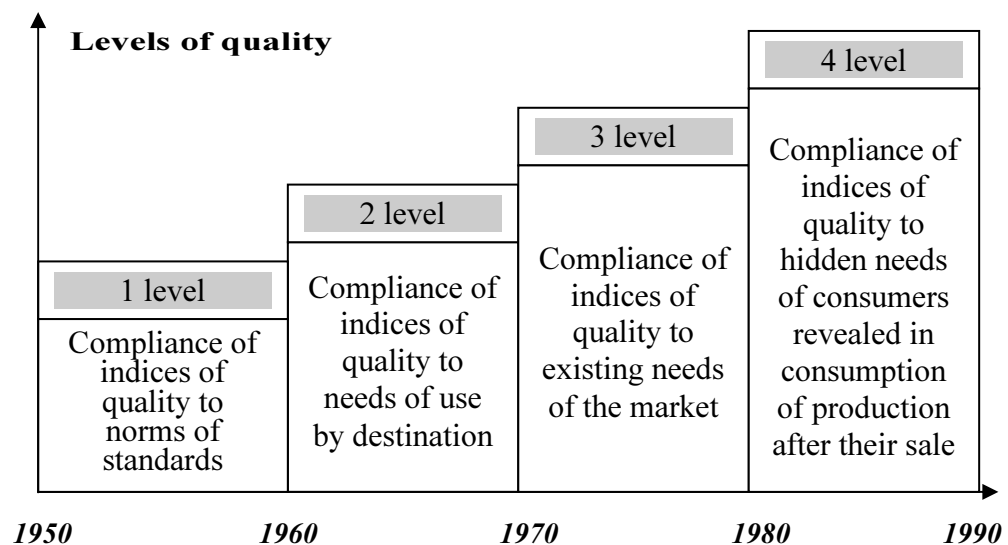 Levels of quality
1 level
Compliance of
indices of
quality to
norms of
standards
2 level
Compliance of
indices of
quality to
needs of use
by destination
3 level
Compliance of
indices of
quality to
existing needs
of the market
4 level
Compliance of
indices of
quality to
hidden needs
of consumers
revealed in
consumption
of production
after their sale
1950 1960 1970 1980 1990